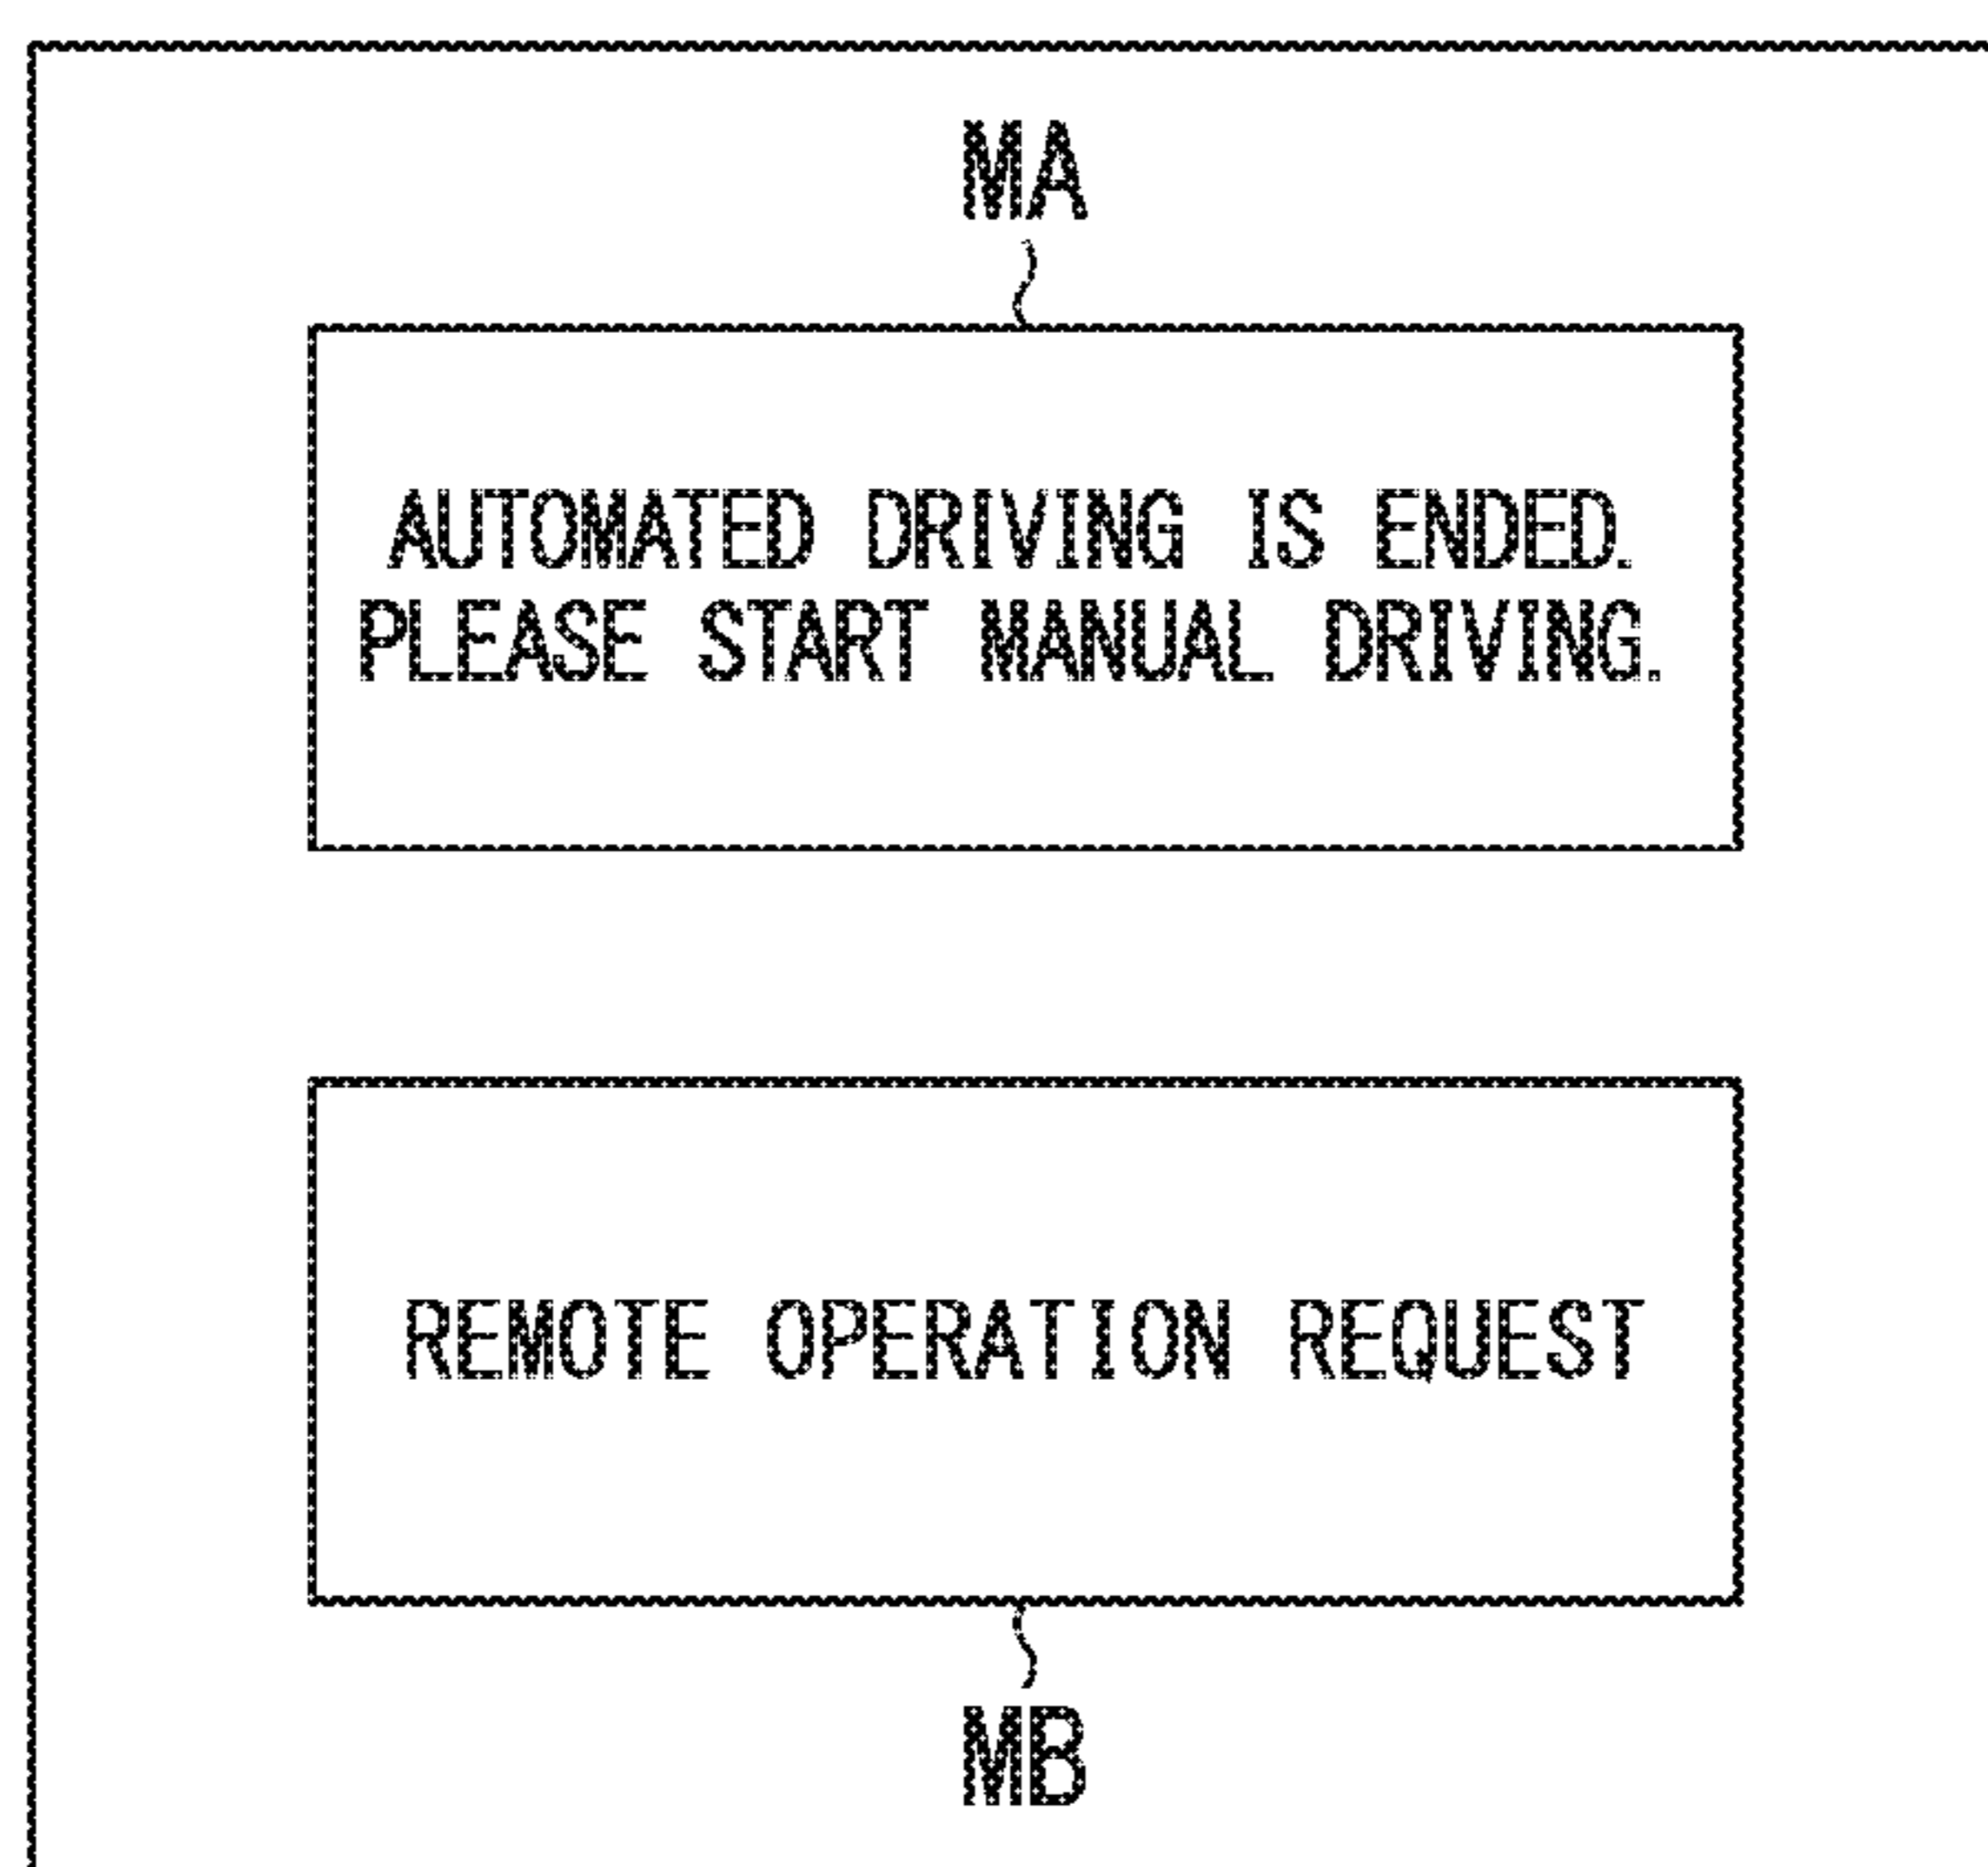 MA
AUTOMATED DRIVING IS ENDED.
PLEASE START MANUAL DRIVING.
REMOTE OPERATION REQUEST
MB